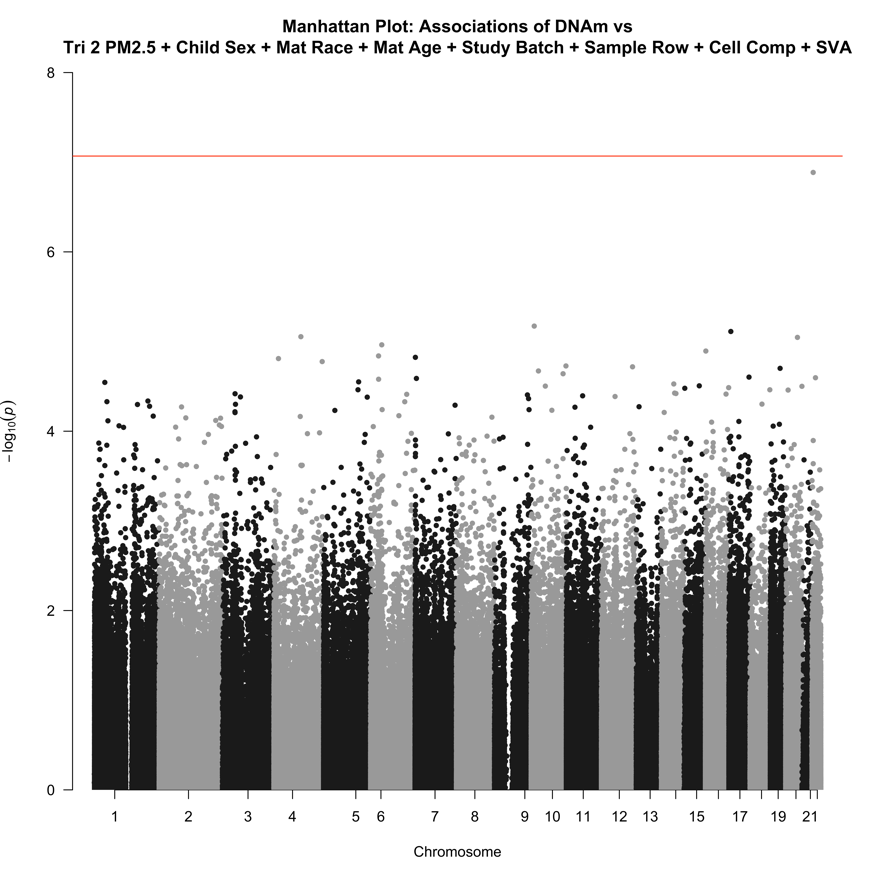 Manhattan Plot: Associations of DNAm vs
Tri 2 PM2.5 + Child Sex + Mat Race + Mat Age + Study Batch + Sample Row + Cell Comp + SVA
8
6
4
2
0
−log10(p)
1 2 3 4 5 6 7 8 9 10 11 12 13 15 17 19 21
Chromosome